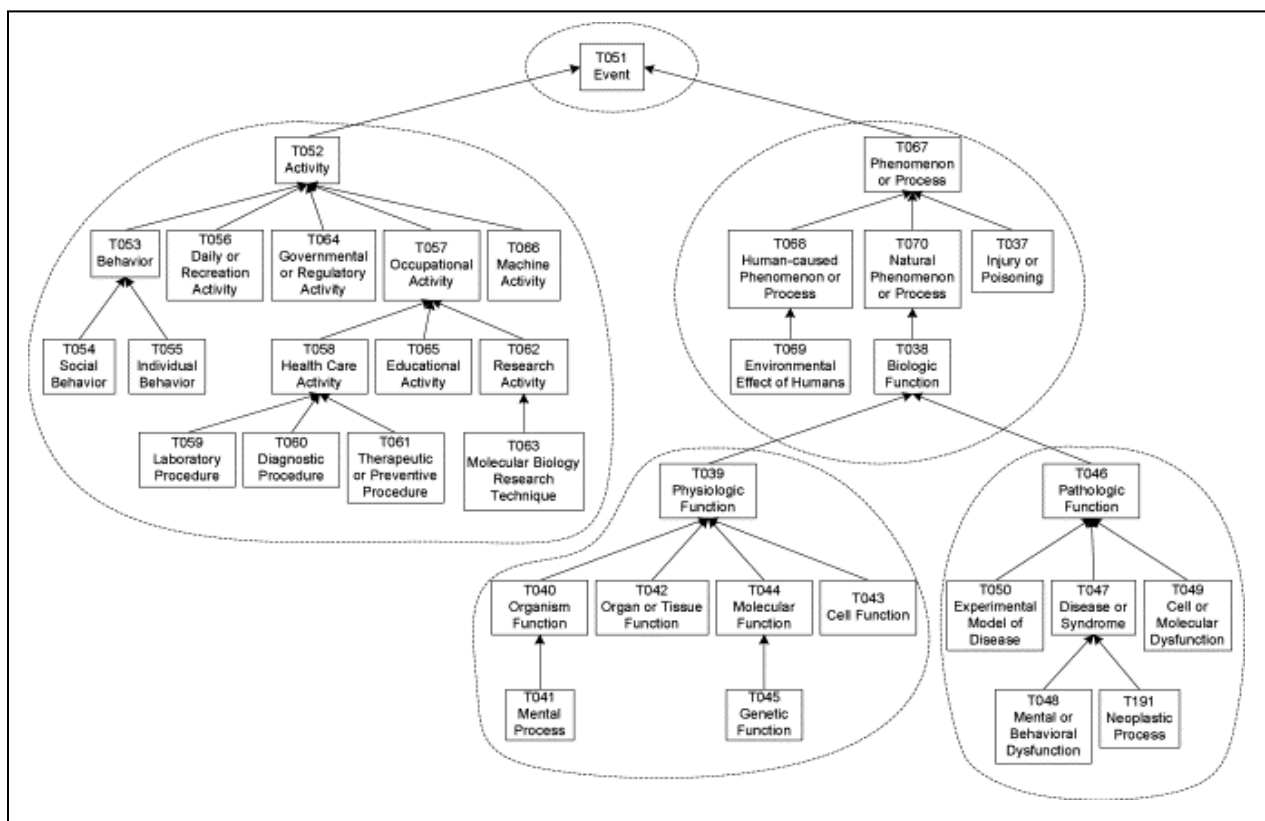 T051
Event
T052
Activity
T067
Phenomenon
or Process
T053
Behavior
T056
Daily or
Recreation
Activity
T064
Governmental
or Regulatory
Activity
T057
Occupational
Activity
T066
Machine
Activity
T068
Human-caused
Phenomenon or
Process
T070
Natural
Phenomenon
or Process
T037
Injury or
Poisoning
T054
Social
Behavior
T055
Individual
Behavior
T058
Health Care
Activity
T065
Educational
Activity
T062
Research
Activity
T069
Environmental
Effect of Humans
T038
Biologic
Function
T059
Laboratory
Procedure
T060
Diagnostic
Procedure
T061
Therapeutic
or Preventive
Procedure
T063
Molecular Biology
Research
Technique
T039
Physiologic
Function
T046
Pathologic
Function
T040
Organism
Function
T042
Organ or Tissue
Function
T044
Molecular
Function
T043
Cell Function
T050
Experimental
Model of
Disease
T047
Disease or
Syndrome
T049
Cell or
Molecular
Dysfunction
T041
Mental
Process
T045
Genetic
Function
T048
Mental or
Behavioral
Dysfunction
T191
Neoplastic
Process